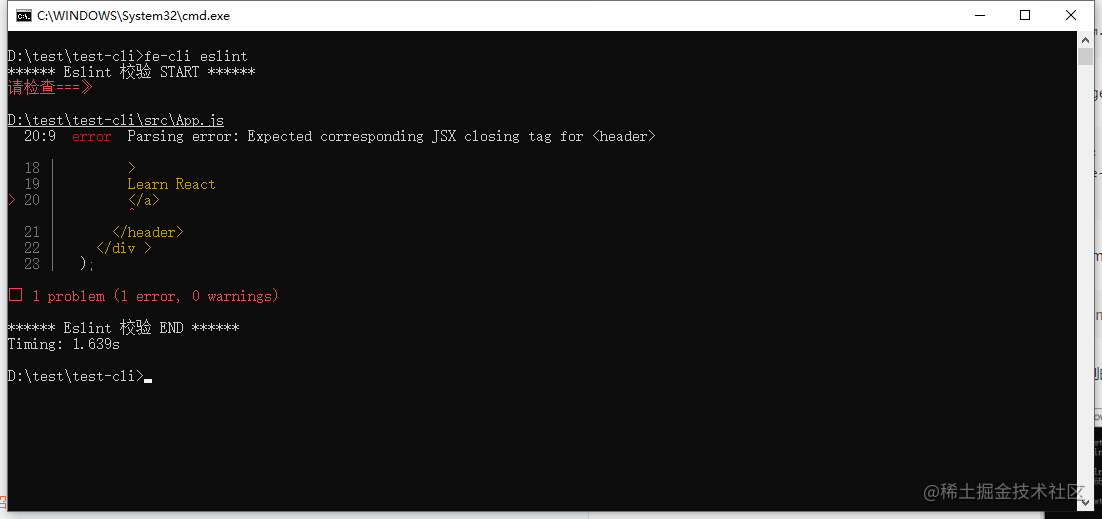 C:\WINDOWS\System32\cmd.exe
D:\test\test-cli>fe-cli eslint
****** Eslint 校验 START ******
请检查===》
D:\test\test-cli\src\App.js
20:9 error Parsing error: Expected corresponding JSX closing tag for <header>
18 | >
19 | Learn React
> 20 | </a>
^
21 | </header>
22 | </div >
23 | );
□ 1 problem (1 error, 0 warnings)
****** Eslint 校验 END ******
Timing: 1.639s
D:\test\test-cli>
@稀土掘金技术社区